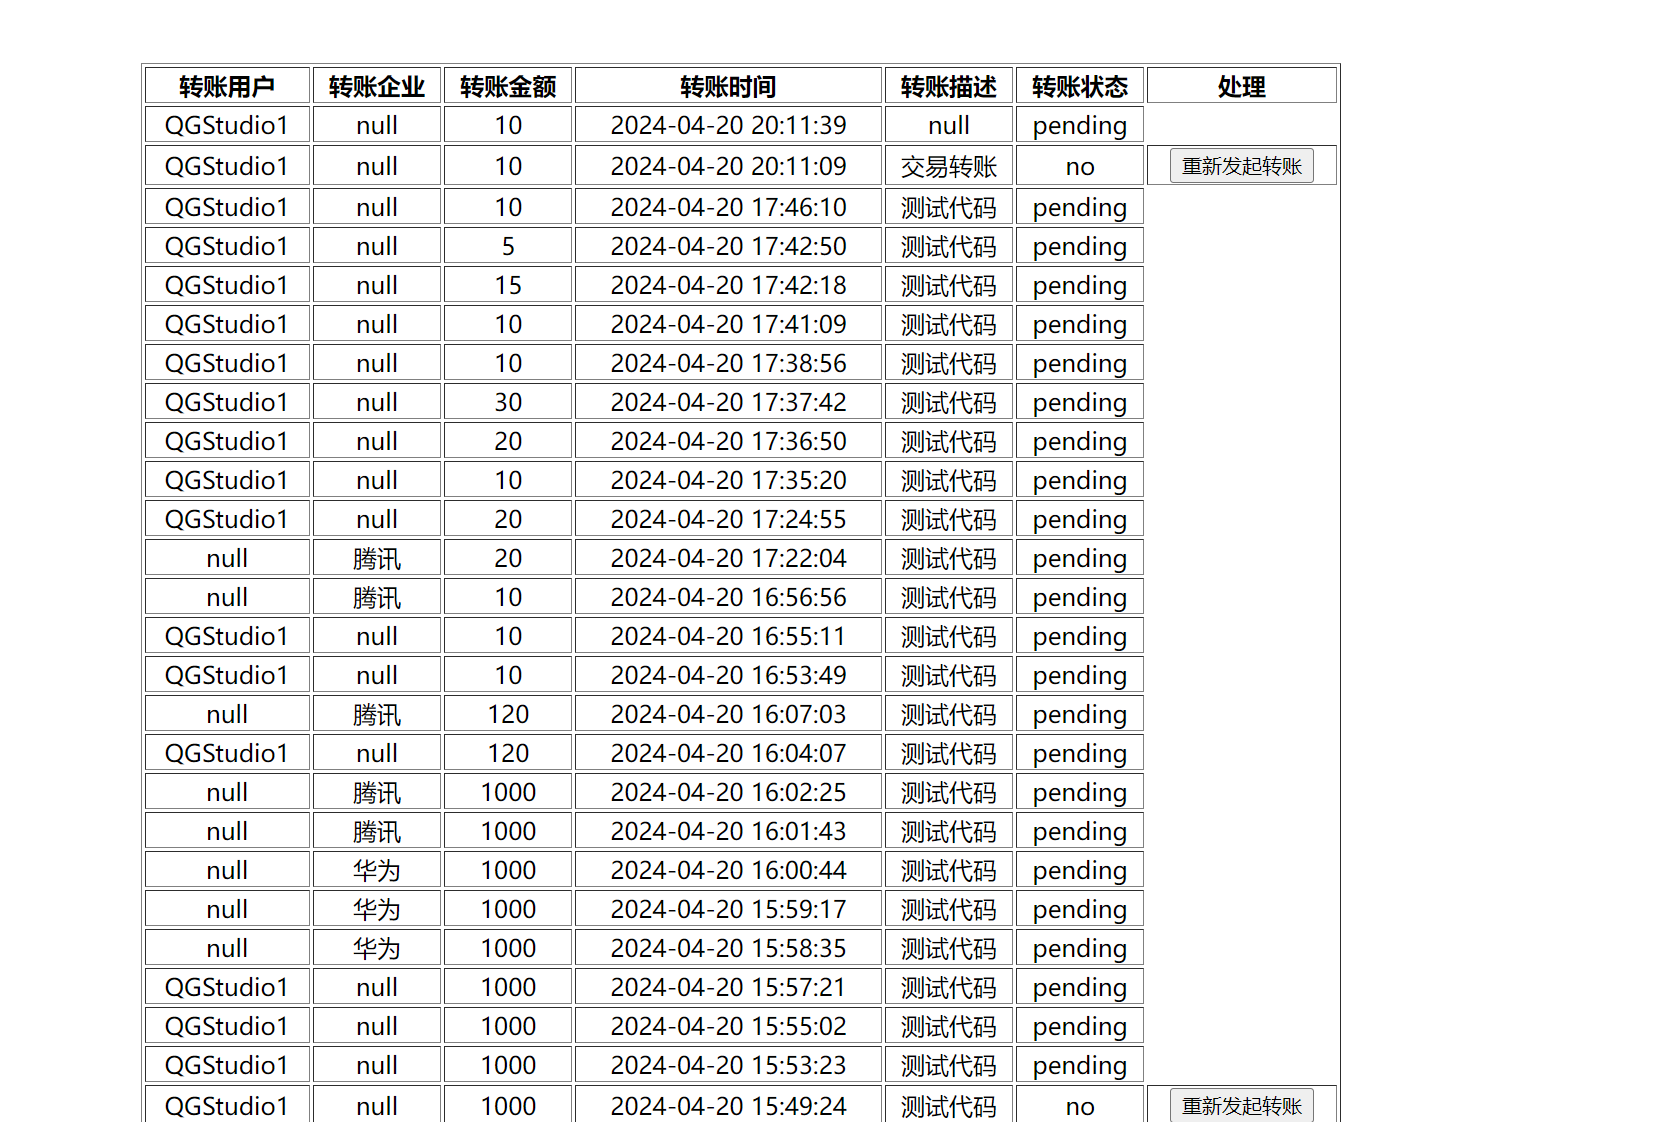 转账用户 转账企业 转账金额 转账时间 转账描述 转账状态 处理
QGStudio1 null 10 2024-04-20 20:11:39 null pending
QGStudio1 null 10 2024-04-20 20:11:09 交易转账 no 重新发起转账
QGStudio1 null 10 2024-04-20 17:46:10 测试代码 pending
QGStudio1 null 5 2024-04-20 17:42:50 测试代码 pending
QGStudio1 null 15 2024-04-20 17:42:18 测试代码 pending
QGStudio1 null 10 2024-04-20 17:41:09 测试代码 pending
QGStudio1 null 10 2024-04-20 17:38:56 测试代码 pending
QGStudio1 null 30 2024-04-20 17:37:42 测试代码 pending
QGStudio1 null 20 2024-04-20 17:36:50 测试代码 pending
QGStudio1 null 10 2024-04-20 17:35:20 测试代码 pending
QGStudio1 null 20 2024-04-20 17:24:55 测试代码 pending
null 腾讯 20 2024-04-20 17:22:04 测试代码 pending
null 腾讯 10 2024-04-20 16:56:56 测试代码 pending
QGStudio1 null 10 2024-04-20 16:55:11 测试代码 pending
QGStudio1 null 10 2024-04-20 16:53:49 测试代码 pending
null 腾讯 120 2024-04-20 16:07:03 测试代码 pending
QGStudio1 null 120 2024-04-20 16:04:07 测试代码 pending
null 腾讯 1000 2024-04-20 16:02:25 测试代码 pending
null 腾讯 1000 2024-04-20 16:01:43 测试代码 pending
null 华为 1000 2024-04-20 16:00:44 测试代码 pending
null 华为 1000 2024-04-20 15:59:17 测试代码 pending
null 华为 1000 2024-04-20 15:58:35 测试代码 pending
QGStudio1 null 1000 2024-04-20 15:57:21 测试代码 pending
QGStudio1 null 1000 2024-04-20 15:55:02 测试代码 pending
QGStudio1 null 1000 2024-04-20 15:53:23 测试代码 pending
QGStudio1 null 1000 2024-04-20 15:49:24 测试代码 no 重新发起转账